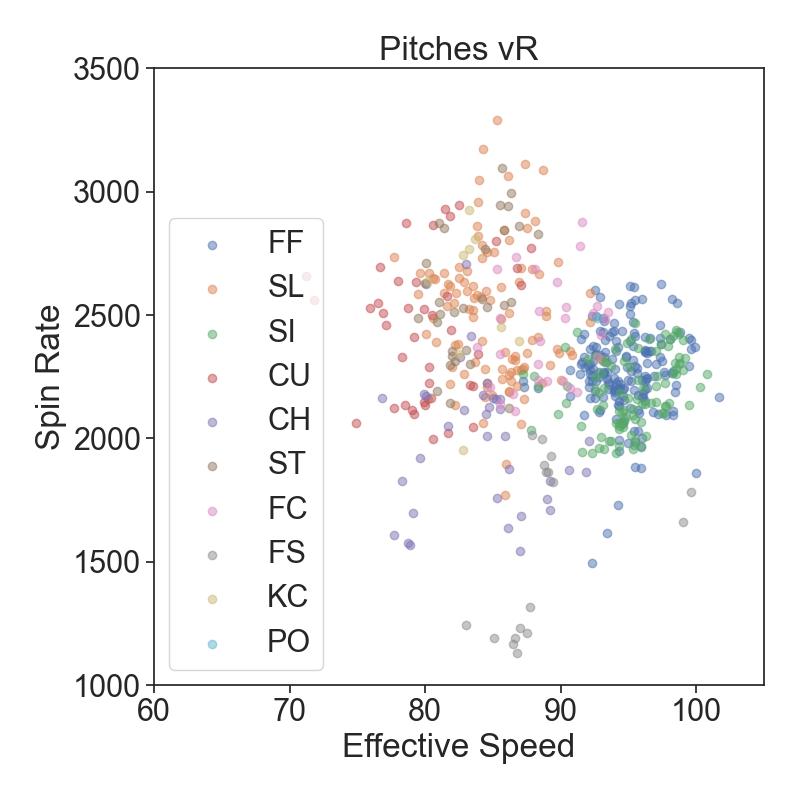 Pitches vR
3500
3000
2500
2000
1500
1000
Spin Rate
FF
SL
SI
CU
CH
ST
FC
FS
KC
PO
60 70 80 90 100
Effective Speed